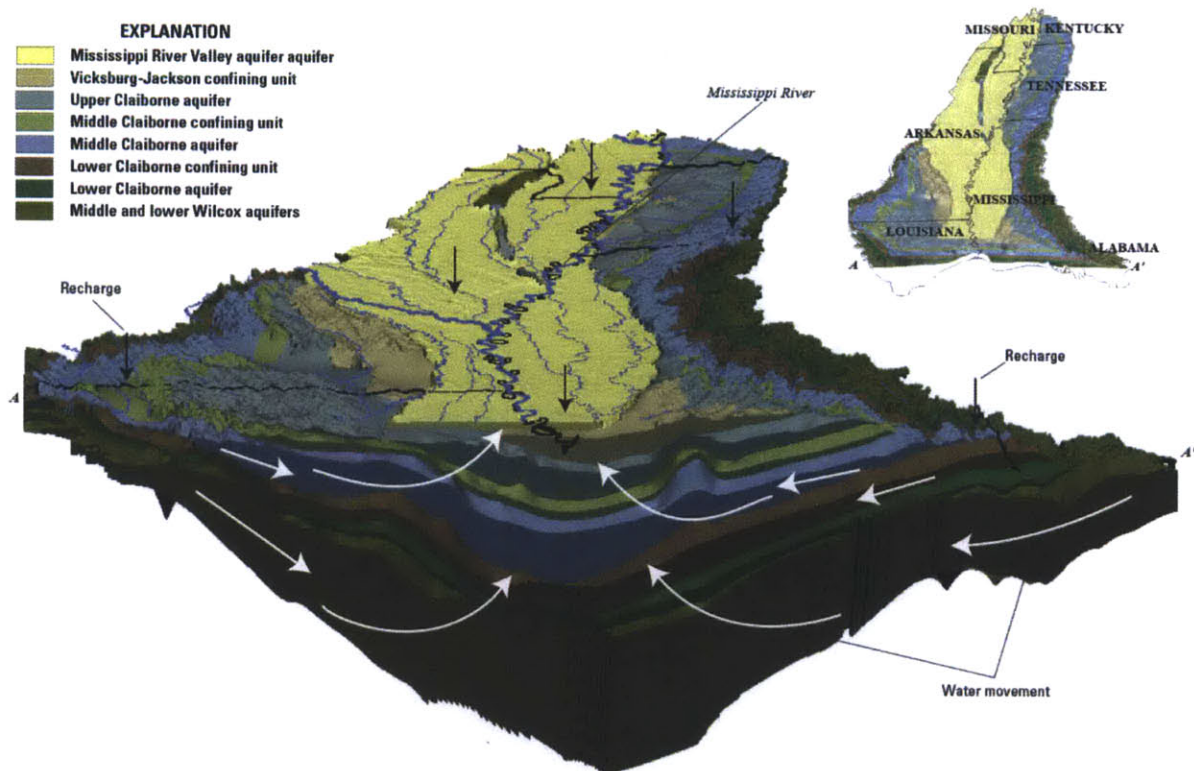 EXPLANATION
Mississippi River Valley aquifer aquifer
Vicksburg-Jackson confining unit
Upper Claiborne aquifer
Middle Claiborne confining unit
Middle Claiborne aquifer
Lower Claiborne confining unit
Lower Claiborne aquifer
Middle and lower Wilcox aquifers
MISSOURI
KENTUCKY
TENNESSEE
ARKANSAS
MISSISSIPPI
LOUISIANA
ALABAMA
A
A'
Mississippi River
Recharge
Recharge
A
A'
Water movement